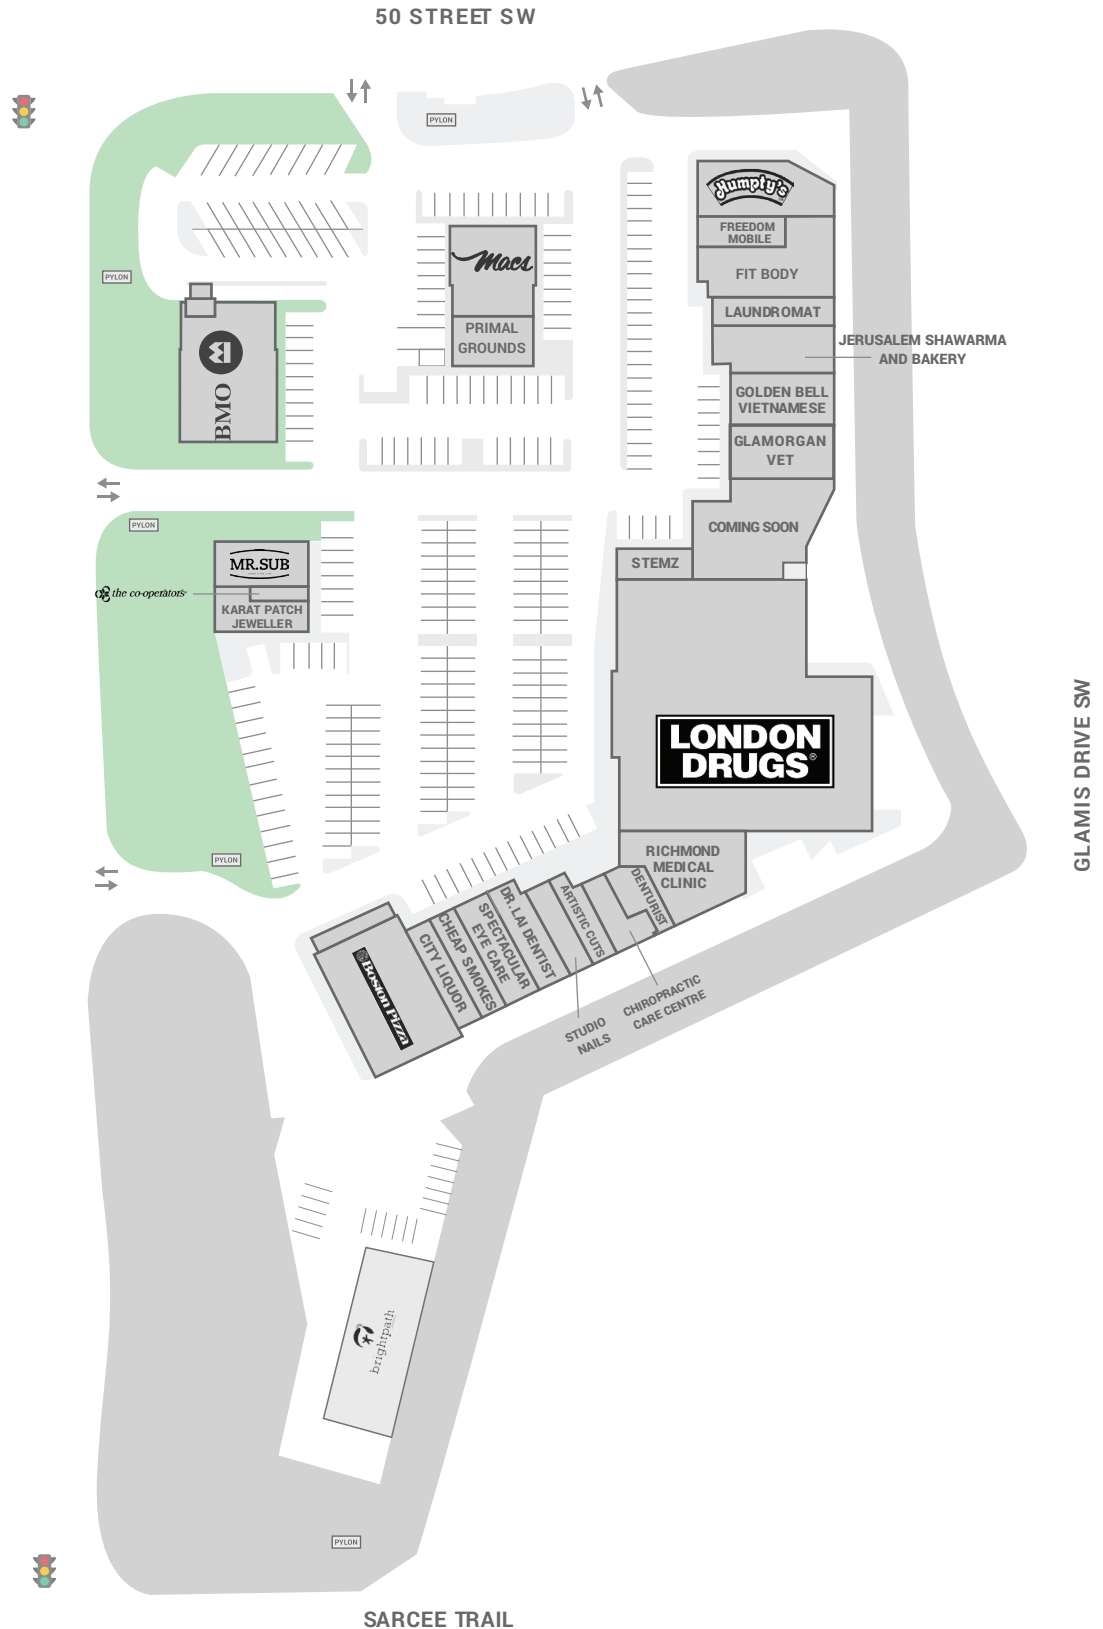 50 STREET SW
PYLON
Humpty's
FREEDOM
MOBILE
Macs
FIT BODY
PYLON
LAUNDROMAT
PRIMAL
GROUNDS
JERUSALEM SHAWARMA
AND BAKERY
BMO
GOLDEN BELL
VIETNAMESE
GLAMORGAN
VET
PYLON
COMING SOON
MR.SUB
STEMZ
the co-operators
KARAT PATCH
JEWELLER
LONDON
DRUGS®
GLAMIS DRIVE SW
PYLON
RICHMOND
MEDICAL
CLINIC
DENTURIST
ARTISTIC CUTS
DR. LAI DENTIST
SPECTACULAR
EYE CARE
CHEAP SMOKES
CITY LIQUOR
Boston Pizza
CHIROPRACTIC
CARE CENTRE
STUDIO
NAILS
brightpath
PYLON
SARCEE TRAIL